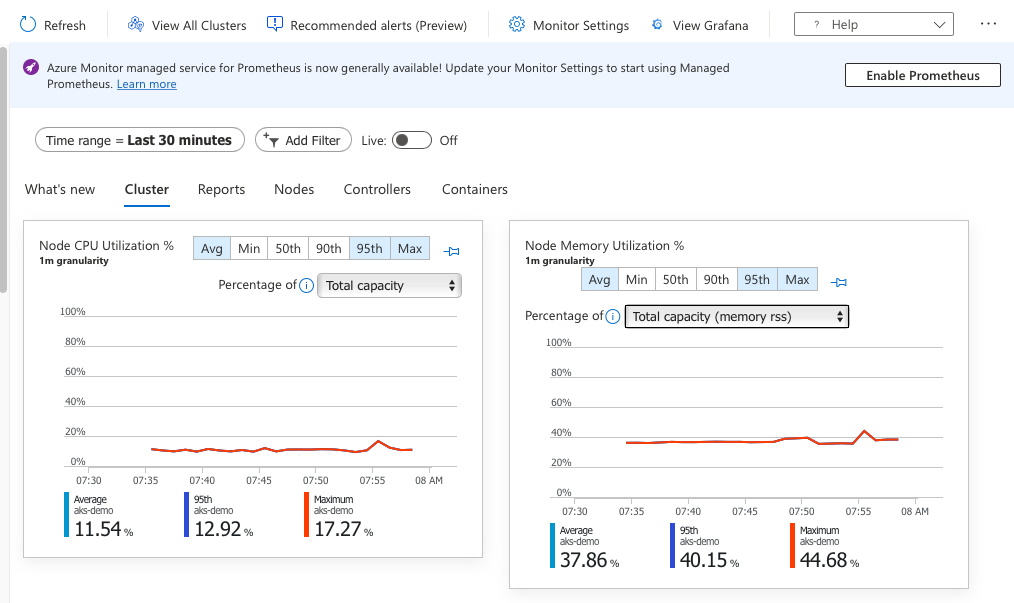 Refresh View All Clusters Recommended alerts (Preview) Monitor Settings View Grafana ? Help ...
Azure Monitor managed service for Prometheus is now generally available! Update your Monitor Settings to start using Managed
Prometheus. Learn more
Enable Prometheus
Time range = Last 30 minutes Add Filter Live: Off
What's new Cluster Reports Nodes Controllers Containers
Node CPU Utilization %
1m granularity
Avg Min 50th 90th 95th Max
Percentage of i Total capacity
100%
80%
60%
40%
20%
0%
07:30 07:35 07:40 07:45 07:50 07:55 08 AM
Average 95th Maximum
aks-demo aks-demo aks-demo
11.54 % 12.92 % 17.27 %
Node Memory Utilization %
1m granularity
Avg Min 50th 90th 95th Max
Percentage of i Total capacity (memory rss)
100%
80%
60%
40%
20%
0%
07:30 07:35 07:40 07:45 07:50 07:55 08 AM
Average 95th Maximum
aks-demo aks-demo aks-demo
37.86 % 40.15 % 44.68 %